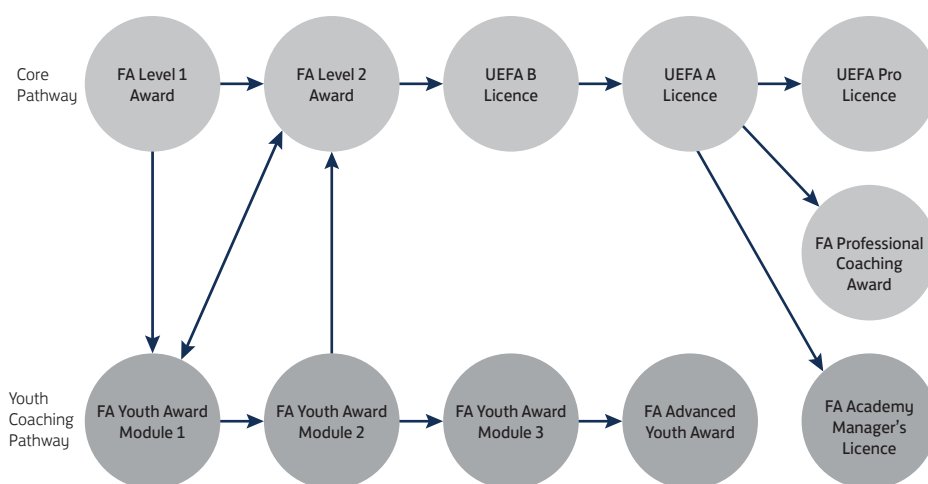 Core
Pathway
FA Level 1
Award
FA Level 2
Award
UEFA B
Licence
UEFA A
Licence
UEFA Pro
Licence
FA Professional
Coaching
Award
Youth
Coaching
Pathway
FA Youth Award
Module 1
FA Youth Award
Module 2
FA Youth Award
Module 3
FA Advanced
Youth Award
FA Academy
Manager’s
Licence